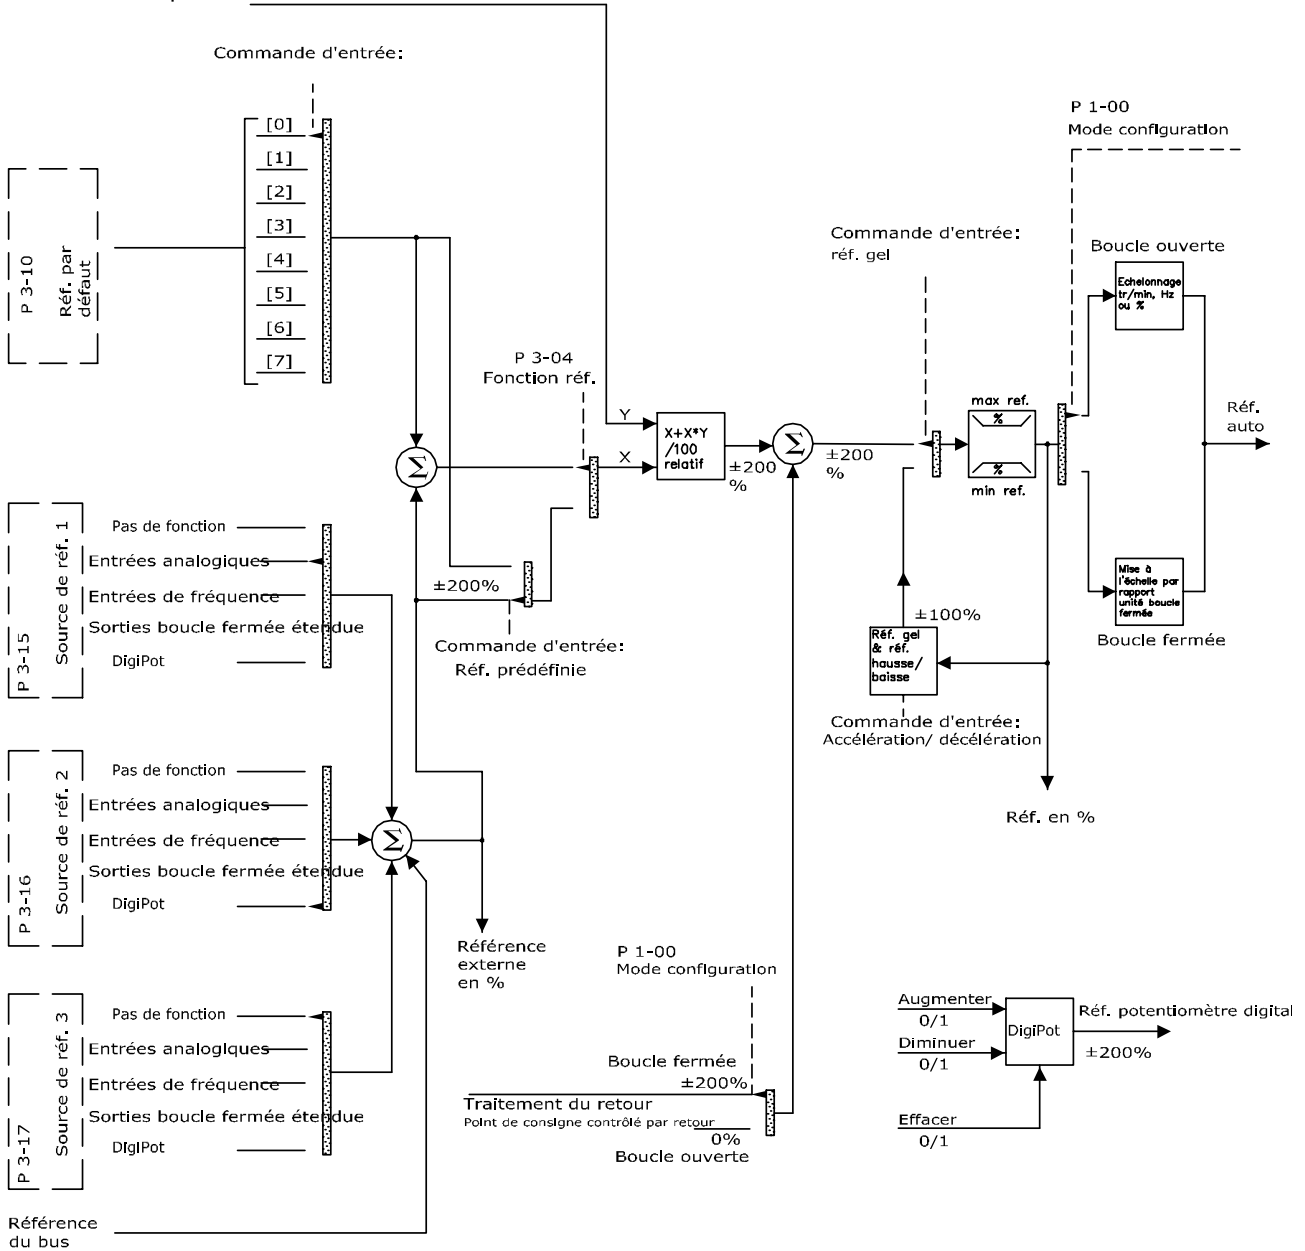 Commande d'entrée:
[0]
[1]
[2]
[3]
[4]
[5]
[6]
[7]
P 3-10
Réf. par
défaut
P 1-00
Mode configuration
Commande d'entrée:
réf. gel
Boucle ouverte
Echelonnage
tr/min, Hz
ou %
P 3-04
Fonction réf.
Y
X
X+X*Y
/100
relatif
±200
%
Σ
±200
%
max ref.
%
%
min ref.
Réf.
auto
Σ
P 3-15
Source de réf. 1
Pas de fonction
Entrées analogiques
Entrées de fréquence
Sorties boucle fermée étendue
DigiPot
±200%
Commande d'entrée:
Réf. prédéfinie
±100%
Réf. gel
& réf.
hausse/
baisse
Commande d'entrée:
Accélération/ décélération
Mise à
l'échelle par
rapport
unité boucle
fermée
Boucle fermée
Réf. en %
P 3-16
Source de réf. 2
Pas de fonction
Entrées analogiques
Entrées de fréquence
Sorties boucle fermée étendue
DigiPot
Σ
Référence
externe
en %
P 1-00
Mode configuration
P 3-17
Source de réf. 3
Pas de fonction
Entrées analogiques
Entrées de fréquence
Sorties boucle fermée étendue
DigiPot
Boucle fermée
±200%
Traitement du retour
Point de consigne contrôlé par retour
0%
Boucle ouverte
Augmenter
0/1
Diminuer
0/1
Effacer
0/1
DigiPot
Réf. potentiomètre digital
±200%
Référence
du bus